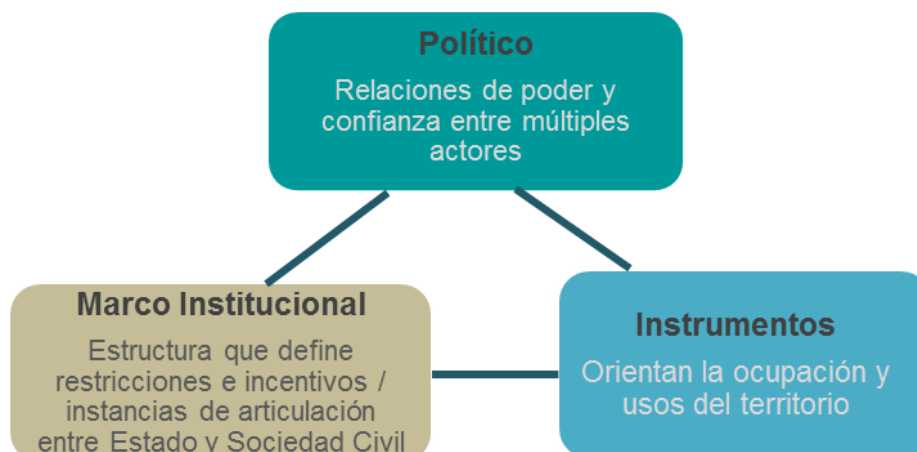 Político
Relaciones de poder y
confianza entre múltiples
actores
Marco Institucional
Estructura que define
restricciones e incentivos /
instancias de articulación
entre Estado y Sociedad Civil
Instrumentos
Orientan la ocupación y
usos del territorio